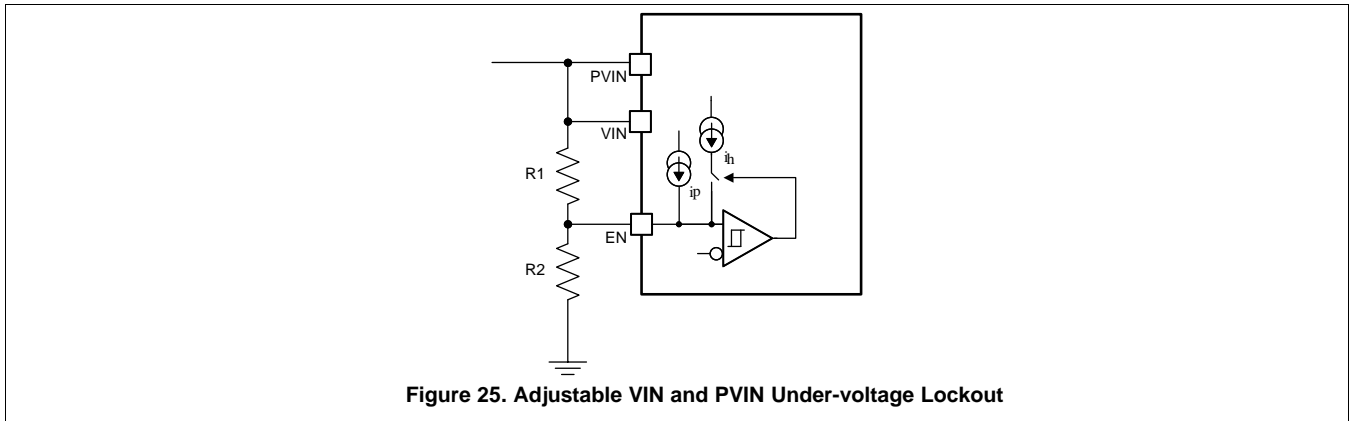 PVIN
VIN
R1
ih
ip
EN
R2
Figure 25. Adjustable VIN and PVIN Under-voltage Lockout